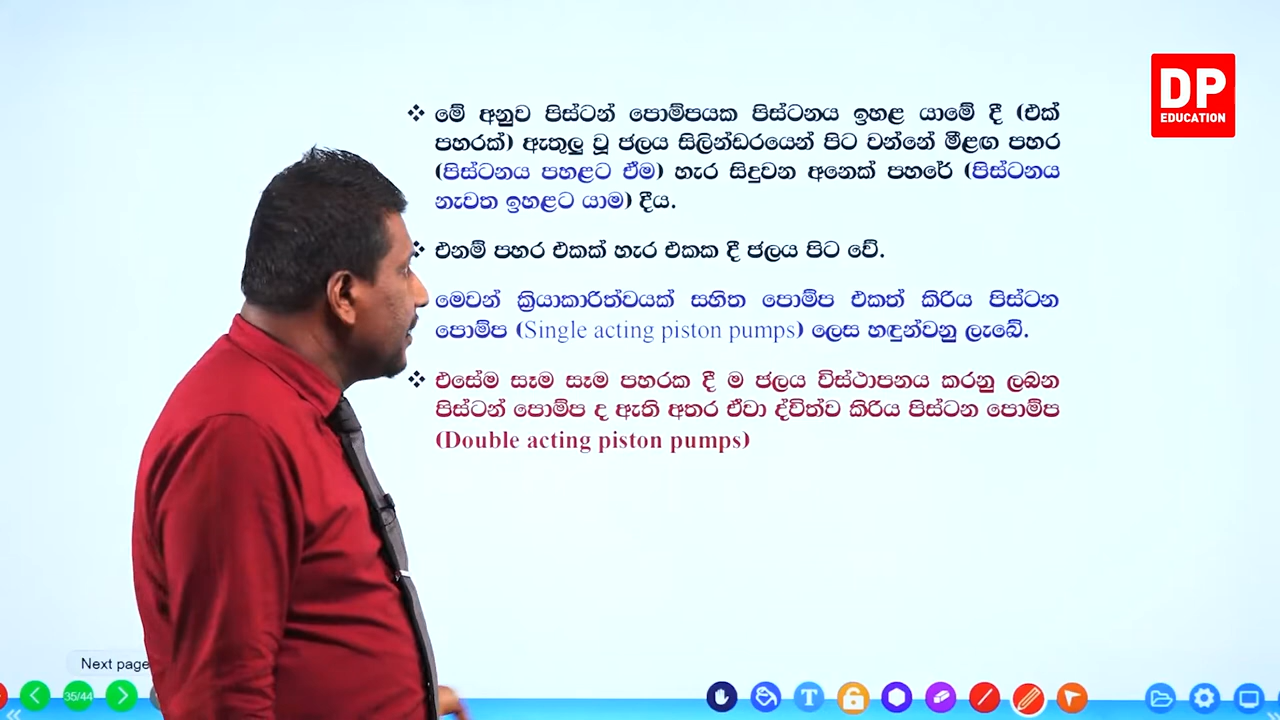 DP
EDUCATION
❖ මේ අනුව පිස්ටන් පොම්පයක පිස්ටනය ඉහළ යාමේ දී (එක්
පහරක්) ඇතුලු වූ ජලය සිලින්ඩරයෙන් පිට වන්නේ මීළඟ පහර
(පිස්ටනය පහළට ඒම) හැර සිදුවන අනෙක් පහරේ (පිස්ටනය
නැවත ඉහළට යාම) දීය.
❖ එනම් පහර එකක් හැර එකක දී ජලය පිට වේ.
මෙවන් ක්‍රියාකාරිත්වයක් සහිත පොම්ප ඒකත් කිරිය පිස්ටන
පොම්ප (Single acting piston pumps) ලෙස හඳුන්වනු ලැබේ.
❖ එසේම සෑම සෑම පහරක දී ම ජලය විස්ථාපනය කරනු ලබන
පිස්ටන් පොම්ප ද ඇති අතර ඒවා ද්විත්ව කිරිය පිස්ටන පොම්ප
(Double acting piston pumps)
Next page
35/44